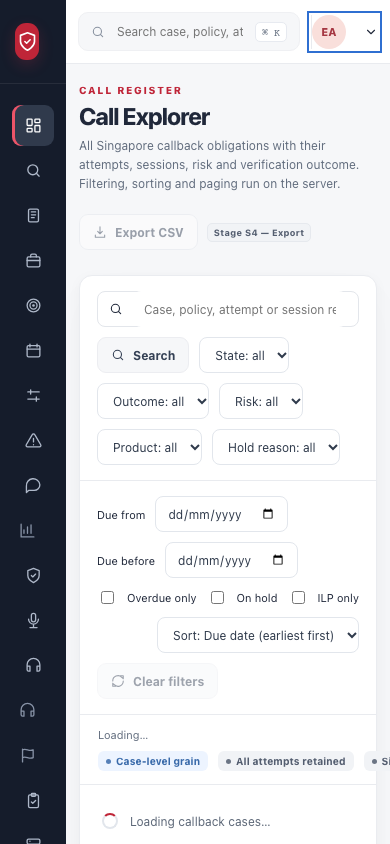 Search case, policy, at
⌘ K
EA
CALL REGISTER
Call Explorer
All Singapore callback obligations with their
attempts, sessions, risk and verification outcome.
Filtering, sorting and paging run on the server.
Export CSV
Stage S4 — Export
Case, policy, attempt or session re
Search
State: all
Outcome: all
Risk: all
Product: all
Hold reason: all
Due from
dd/mm/yyyy
Due before
dd/mm/yyyy
Overdue only
On hold
ILP only
Sort: Due date (earliest first)
Clear filters
Loading...
Case-level grain
All attempts retained
Loading callback cases...